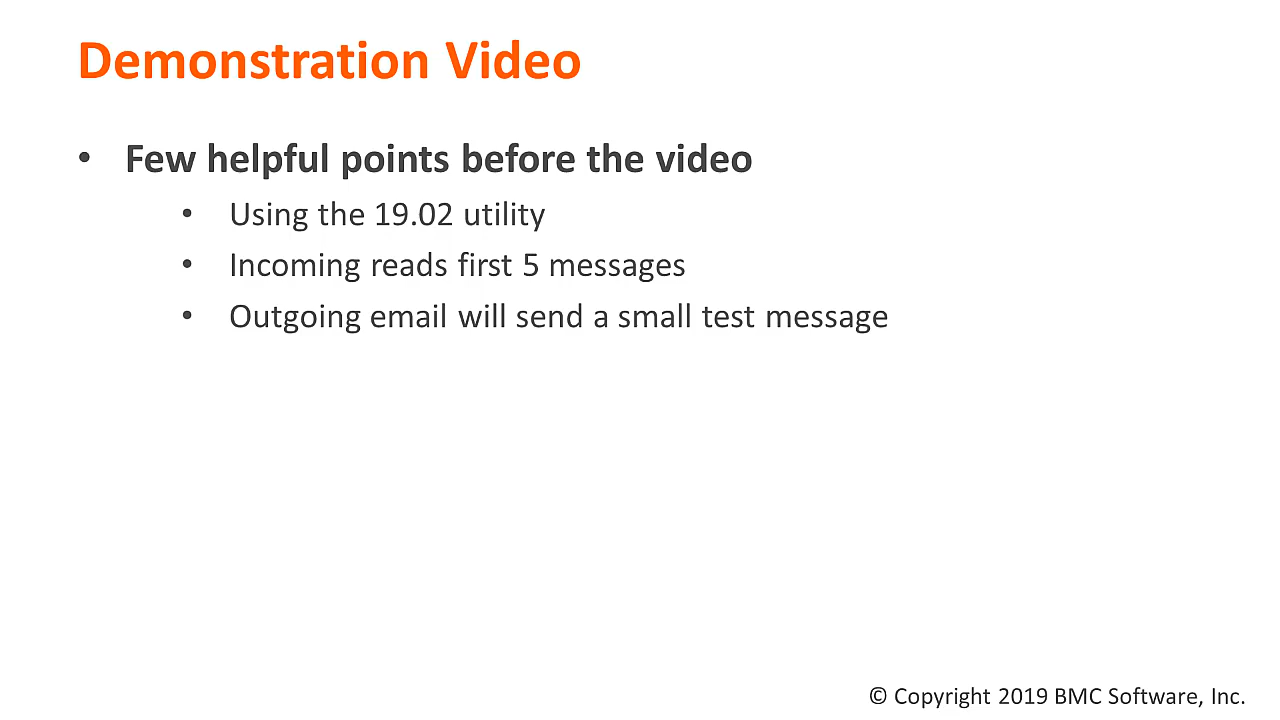 Demonstration Video
• Few helpful points before the video
• Using the 19.02 utility
• Incoming reads first 5 messages
• Outgoing email will send a small test message
© Copyright 2019 BMC Software, Inc.